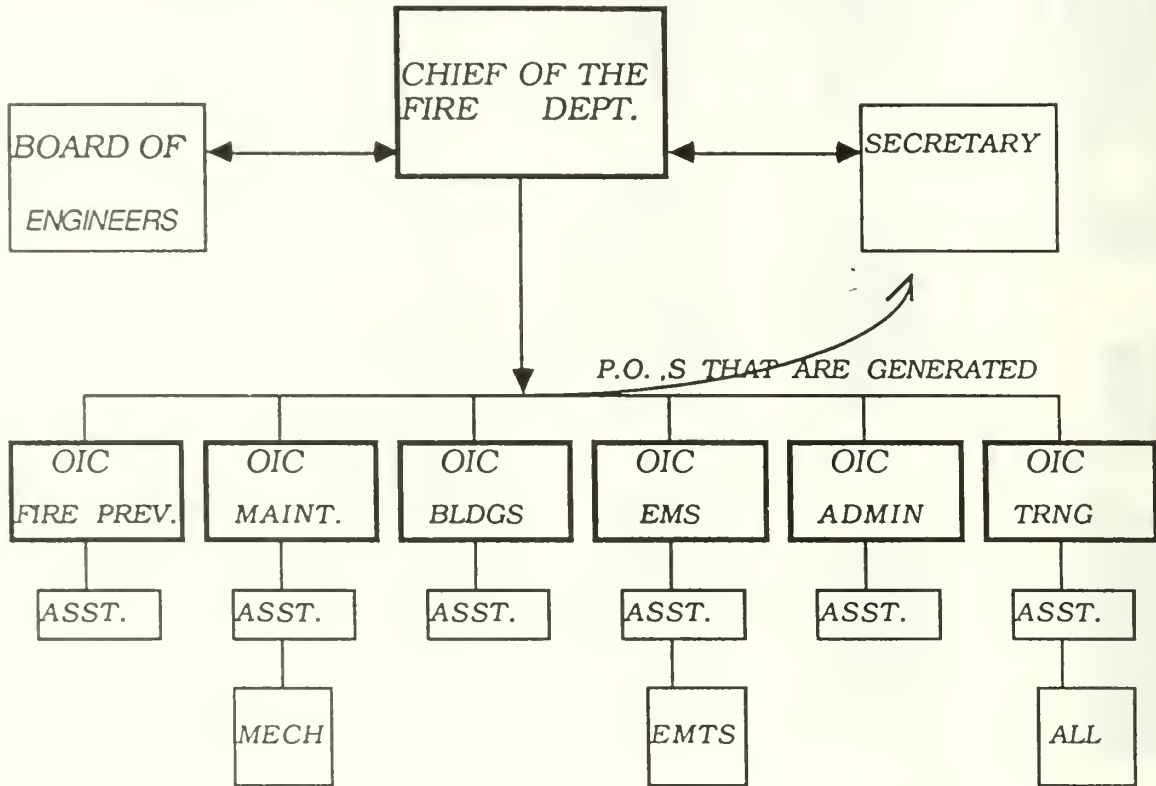 CHIEF OF THE
FIRE DEPT.
BOARD OF
ENGINEERS
SECRETARY
P.O. ,S THAT ARE GENERATED
OIC
FIRE PREV.
OIC
MAINT.
OIC
BLDGS
OIC
EMS
OIC
ADMIN
OIC
TRNG
ASST.
ASST.
ASST.
ASST.
ASST.
ASST.
MECH
EMTS
ALL